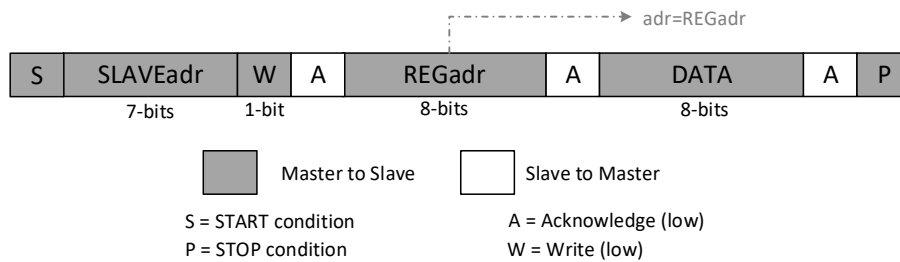 adr=REGadr
S SLAVEadr W A REGadr A DATA A P
7-bits 1-bit 8-bits 8-bits
Master to Slave Slave to Master
S = START condition A = Acknowledge (low)
P = STOP condition W = Write (low)